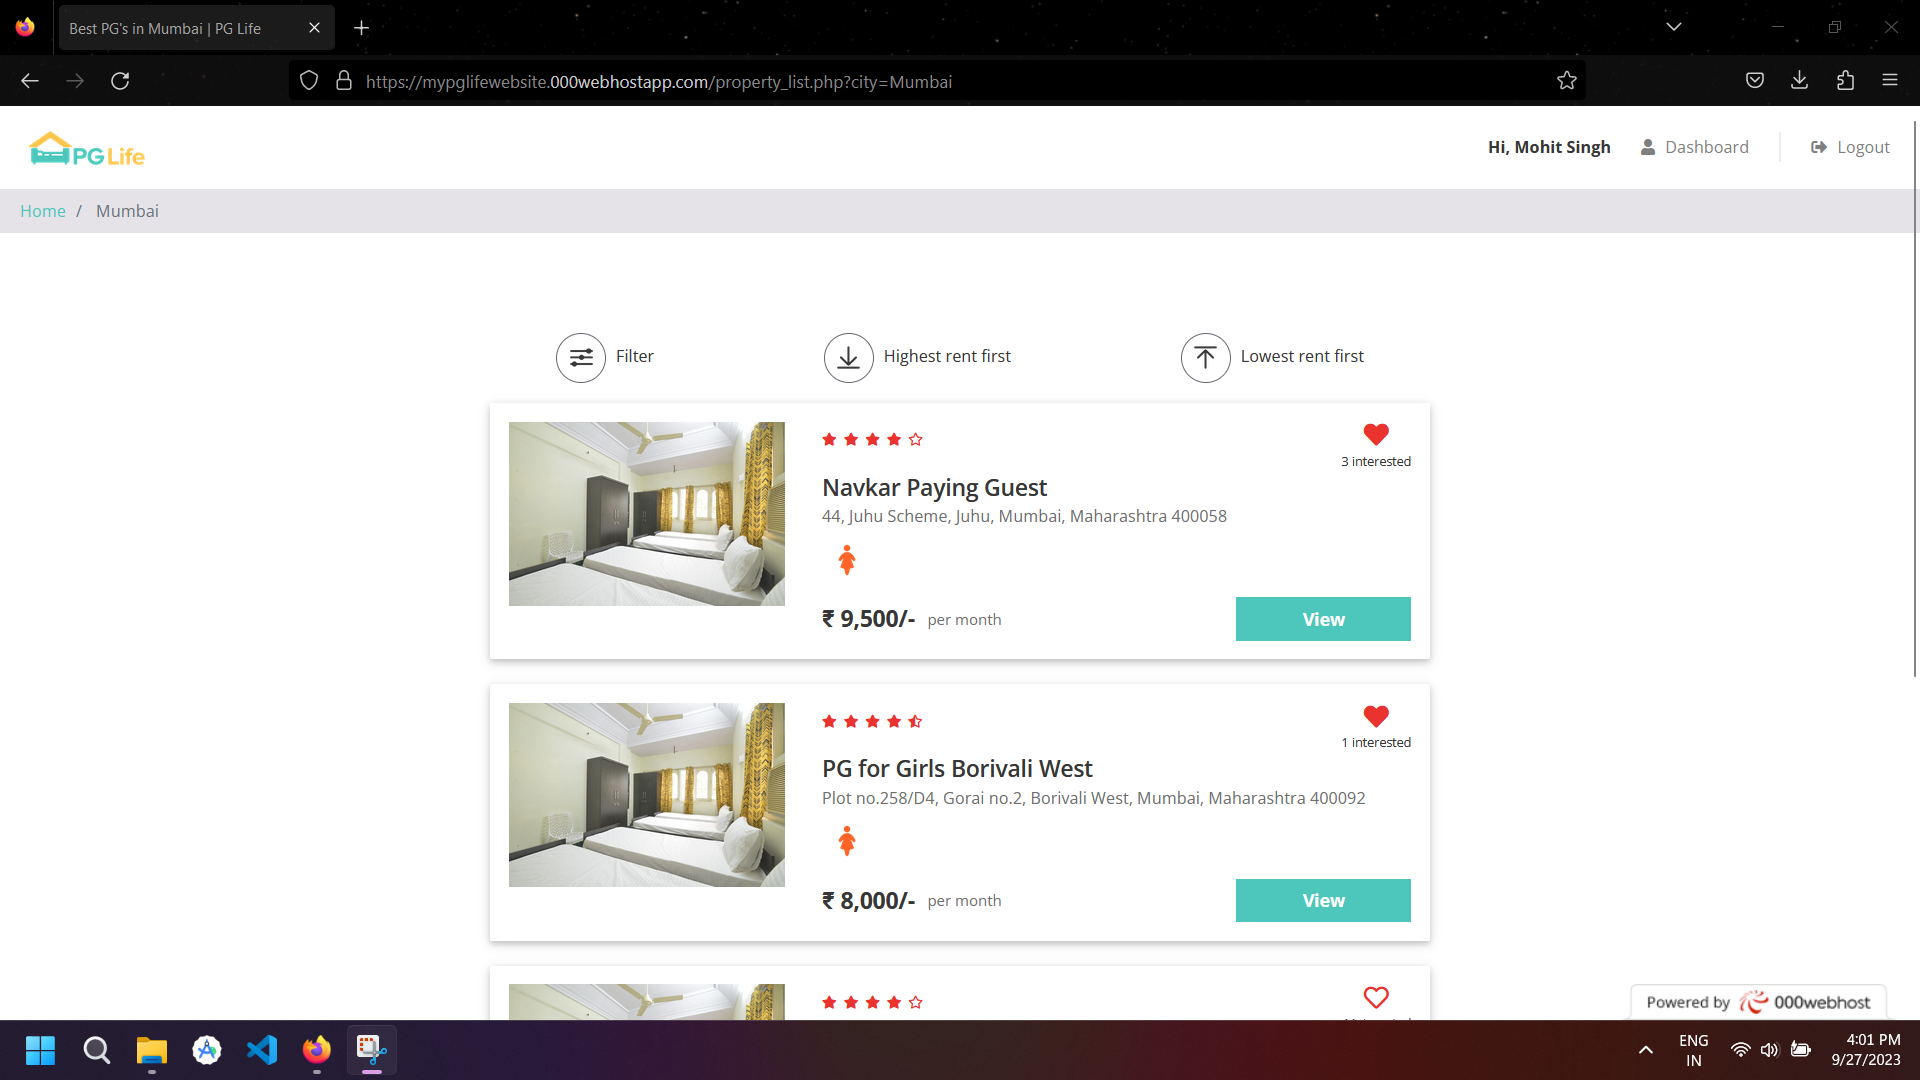 Best PG's in Mumbai | PG Life
https://mypglifewebsite.000webhostapp.com/property_list.php?city=Mumbai
PG Life
Hi, Mohit Singh
Dashboard
Logout
Home / Mumbai
Filter
Highest rent first
Lowest rent first
3 interested
Navkar Paying Guest
44, Juhu Scheme, Juhu, Mumbai, Maharashtra 400058
₹ 9,500/- per month
View
1 interested
PG for Girls Borivali West
Plot no.258/D4, Gorai no.2, Borivali West, Mumbai, Maharashtra 400092
₹ 8,000/- per month
View
Powered by 000webhost
ENG
IN
4:01 PM
9/27/2023